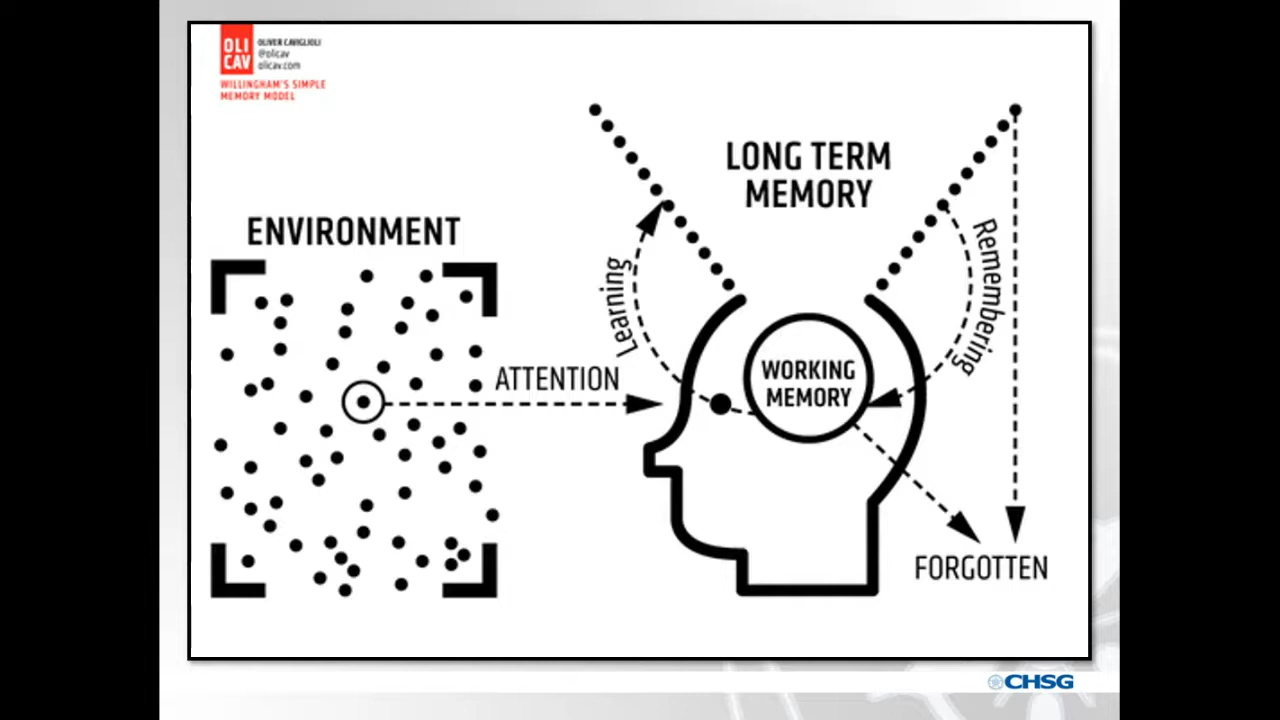 OLI
CAV
OLIVER CAVIGLIOLI
@olicav
olicav.com
WILLINGHAM'S SIMPLE
MEMORY MODEL
LONG TERM
MEMORY
ENVIRONMENT
Learning
Remembering
ATTENTION
WORKING
MEMORY
FORGOTTEN
CHSG